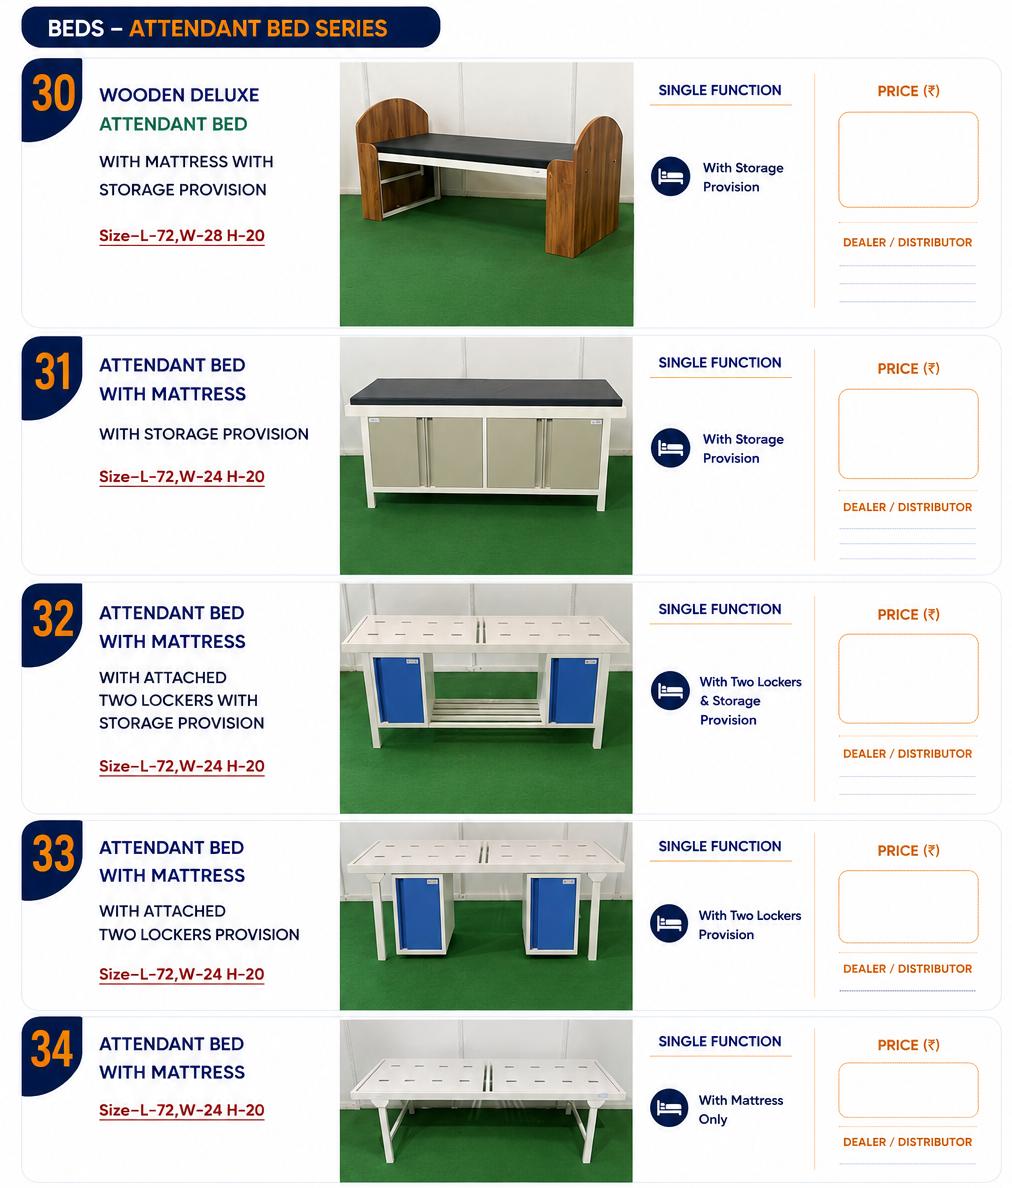 BEDS – ATTENDANT BED SERIES
30
WOODEN DELUXE
ATTENDANT BED
WITH MATTRESS WITH
STORAGE PROVISION
Size–L-72,W-28 H-20
SINGLE FUNCTION
With Storage
Provision
PRICE (₹)
DEALER / DISTRIBUTOR
31
ATTENDANT BED
WITH MATTRESS
WITH STORAGE PROVISION
Size–L-72,W-24 H-20
SINGLE FUNCTION
With Storage
Provision
PRICE (₹)
DEALER / DISTRIBUTOR
32
ATTENDANT BED
WITH MATTRESS
WITH ATTACHED
TWO LOCKERS WITH
STORAGE PROVISION
Size–L-72,W-24 H-20
SINGLE FUNCTION
With Two Lockers
& Storage
Provision
PRICE (₹)
DEALER / DISTRIBUTOR
33
ATTENDANT BED
WITH MATTRESS
WITH ATTACHED
TWO LOCKERS PROVISION
Size–L-72,W-24 H-20
SINGLE FUNCTION
With Two Lockers
Provision
PRICE (₹)
DEALER / DISTRIBUTOR
34
ATTENDANT BED
WITH MATTRESS
Size–L-72,W-24 H-20
SINGLE FUNCTION
With Mattress
Only
PRICE (₹)
DEALER / DISTRIBUTOR